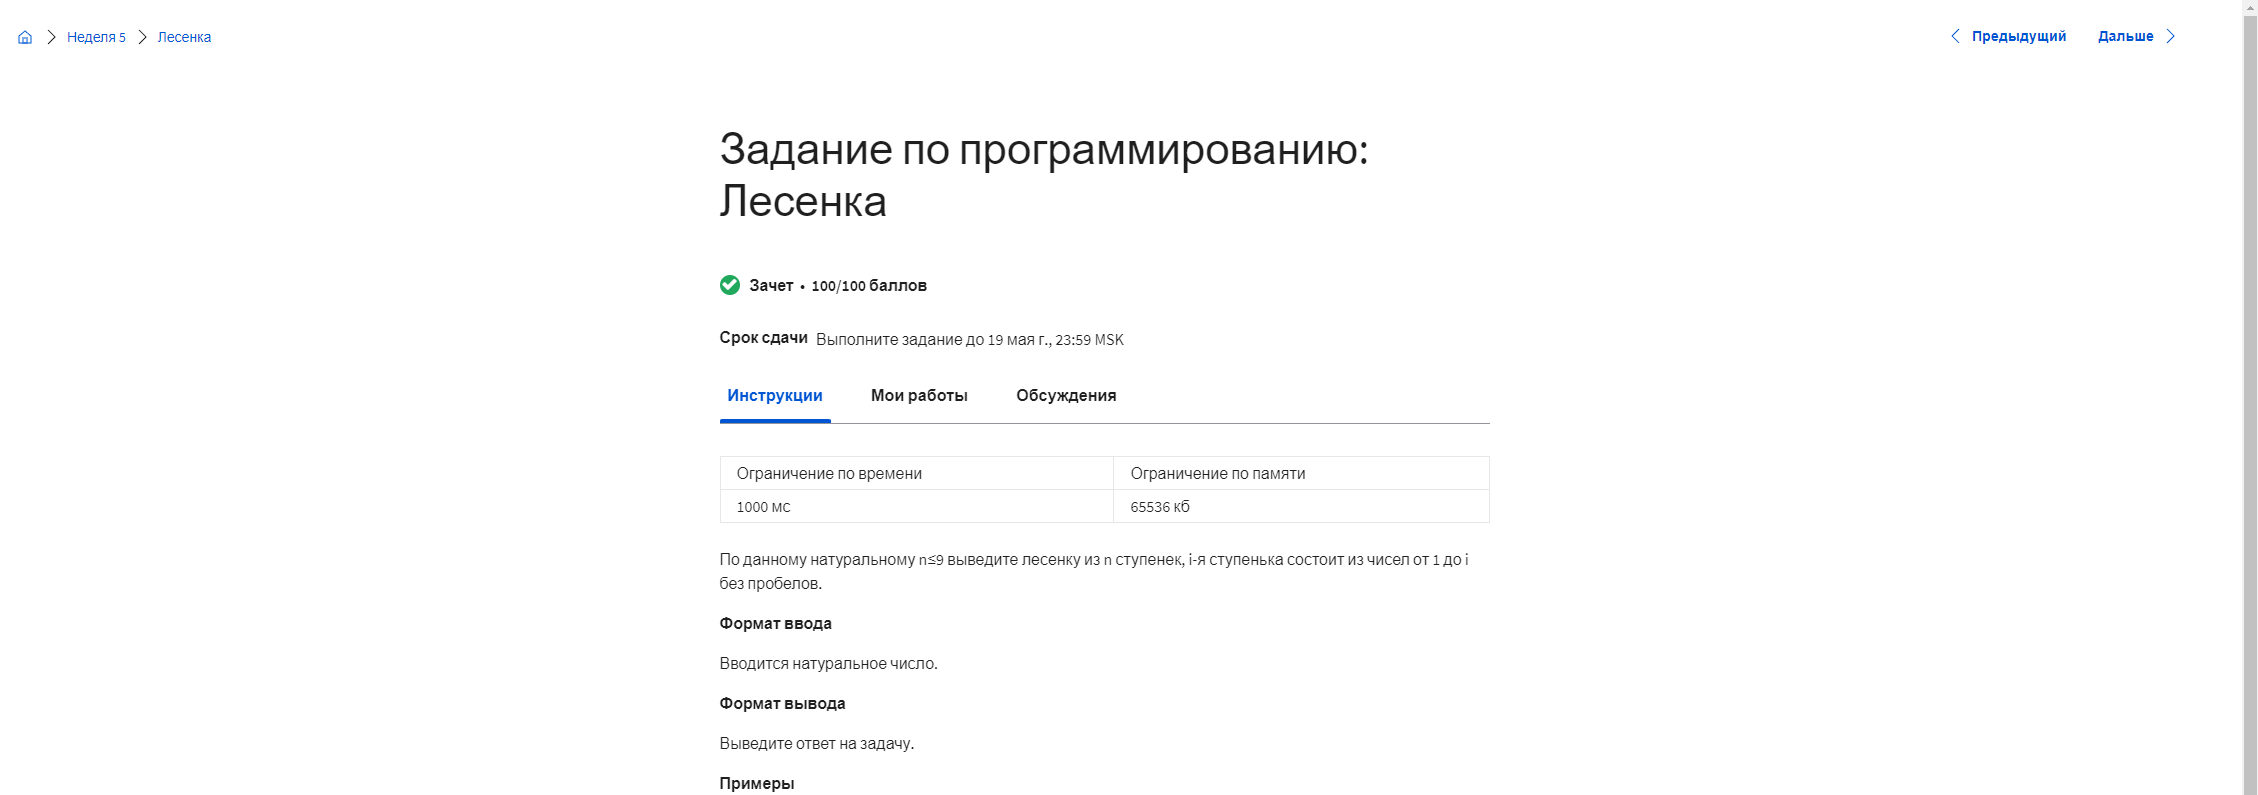 Неделя 5 Лесенка Предыдущий Дальше
Задание по программированию:
Лесенка
Зачет • 100/100 баллов
Срок сдачи Выполните задание до 19 мая г., 23:59 MSK
Инструкции Мои работы Обсуждения
Ограничение по времени Ограничение по памяти
1000 мс 65536 кб
По данному натуральному n≤9 выведите лесенку из n ступенек, i-я ступенька состоит из чисел от 1 до i
без пробелов.
Формат ввода
Вводится натуральное число.
Формат вывода
Выведите ответ на задачу.
Примеры